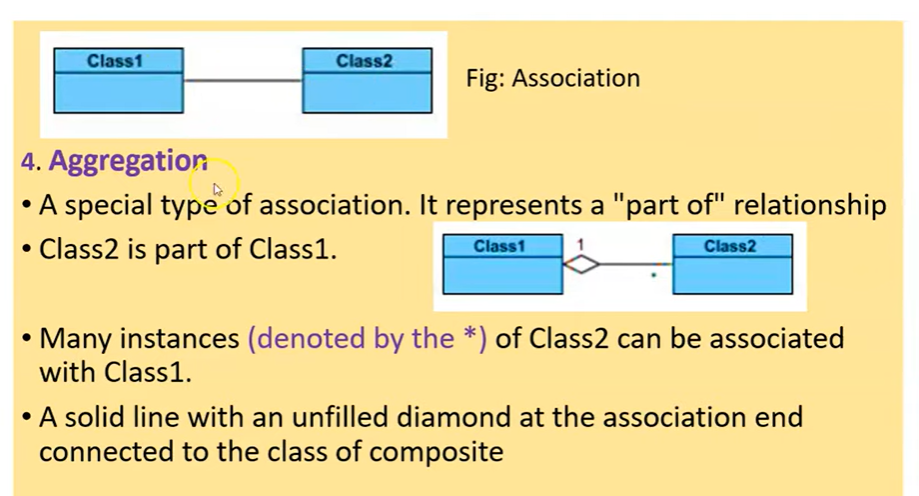 Class1 Class2
Fig: Association
4. Aggregation
• A special type of association. It represents a "part of" relationship
• Class2 is part of Class1.
Class1 1 Class2
*
• Many instances (denoted by the *) of Class2 can be associated
with Class1.
• A solid line with an unfilled diamond at the association end
connected to the class of composite